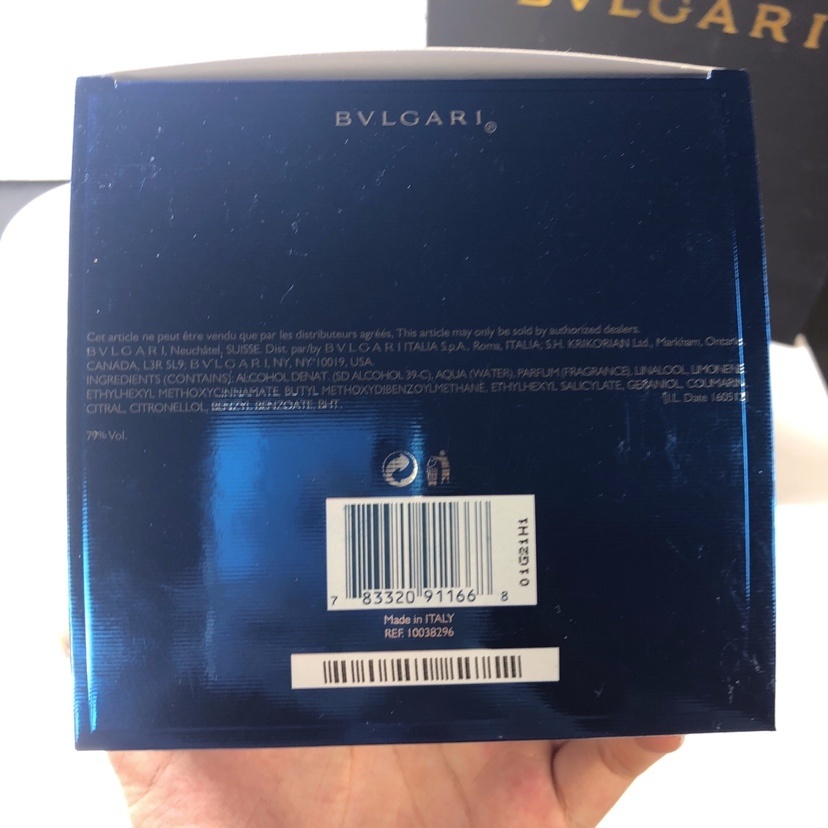 BVLGARI
BVLGARI®
Cet article ne peut être vendu que par les distributeurs agréés. This article may only be sold by authorized dealers.
BVLGARI, Neuchâtel, SUISSE. Dist. par/by BVLGARI ITALIA S.p.A., Roma, ITALIA; S.H. KRIKORIAN Ltd., Markham, Ontario,
CANADA, L3R 5L9. BVLGARI, NY, NY 10019, USA.
INGREDIENTS (CONTAINS): ALCOHOL DENAT. (SD ALCOHOL 39-C), AQUA (WATER), PARFUM (FRAGRANCE), LINALOOL, LIMONENE,
ETHYLHEXYL METHOXYCINNAMATE, BUTYL METHOXYDIBENZOYLMETHANE, ETHYLHEXYL SALICYLATE, GERANIOL, COUMARIN,
CITRAL, CITRONELLOL, BENZYL BENZOATE, BHT.
I.L. Date 160512
79% Vol.
7 83320 91166 8
01G21H1
Made in ITALY
REF. 10038296